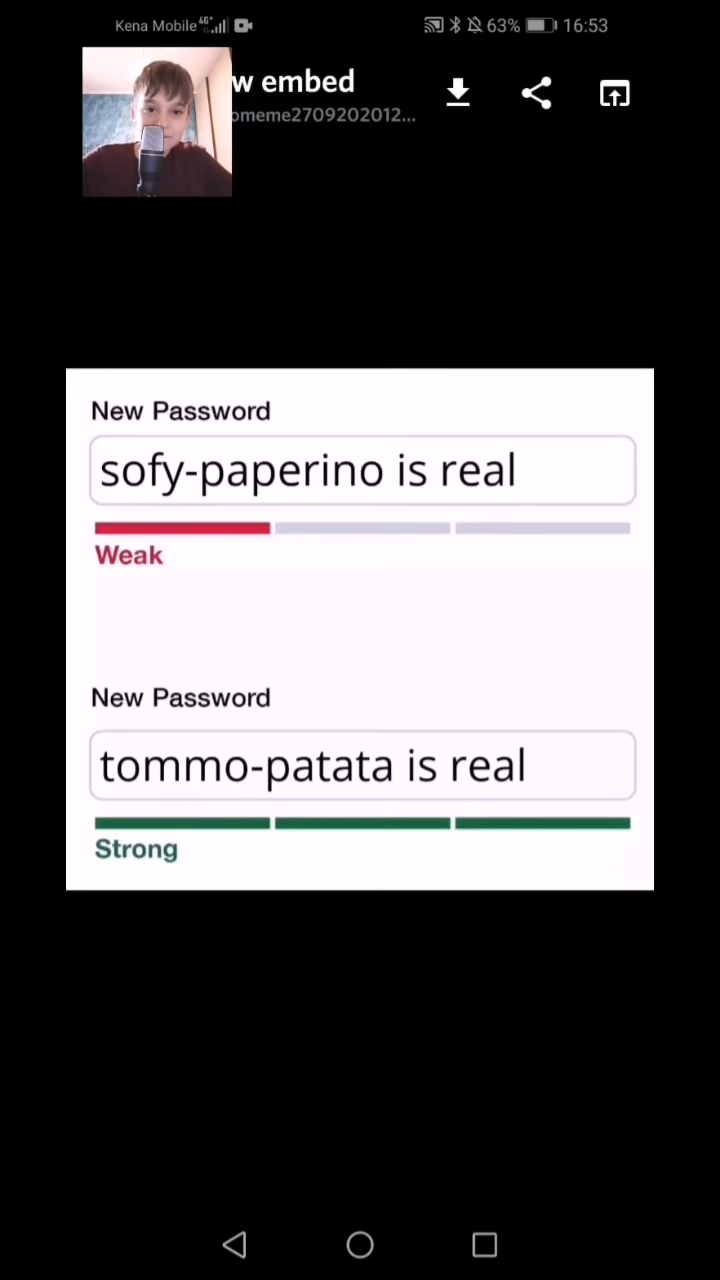 Kena Mobile 4G+ 63% 16:53
w embed
omeme2709202012...
New Password
sofy-paperino is real
Weak
New Password
tommo-patata is real
Strong